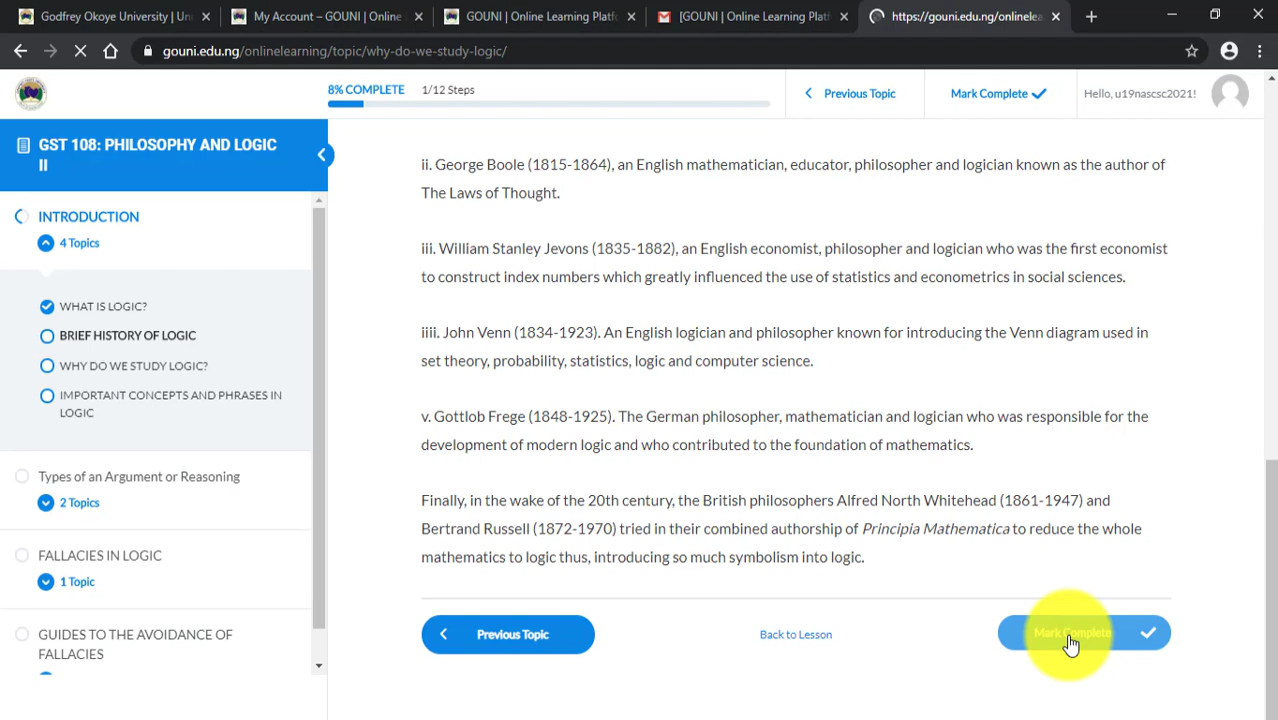 Godfrey Okoye University | Un
My Account – GOUNI | Online
GOUNI | Online Learning Platfo
[GOUNI | Online Learning Platf
https://gouni.edu.ng/onlinelea
gouni.edu.ng/onlinelearning/topic/why-do-we-study-logic/
8% COMPLETE 1/12 Steps
Previous Topic
Mark Complete
Hello, u19nascsc2021!
GST 108: PHILOSOPHY AND LOGIC
II
INTRODUCTION
4 Topics
WHAT IS LOGIC?
BRIEF HISTORY OF LOGIC
WHY DO WE STUDY LOGIC?
IMPORTANT CONCEPTS AND PHRASES IN
LOGIC
Types of an Argument or Reasoning
2 Topics
FALLACIES IN LOGIC
1 Topic
GUIDES TO THE AVOIDANCE OF
FALLACIES
ii. George Boole (1815-1864), an English mathematician, educator, philosopher and logician known as the author of
The Laws of Thought.
iii. William Stanley Jevons (1835-1882), an English economist, philosopher and logician who was the first economist
to construct index numbers which greatly influenced the use of statistics and econometrics in social sciences.
iiii. John Venn (1834-1923). An English logician and philosopher known for introducing the Venn diagram used in
set theory, probability, statistics, logic and computer science.
v. Gottlob Frege (1848-1925). The German philosopher, mathematician and logician who was responsible for the
development of modern logic and who contributed to the foundation of mathematics.
Finally, in the wake of the 20th century, the British philosophers Alfred North Whitehead (1861-1947) and
Bertrand Russell (1872-1970) tried in their combined authorship of Principia Mathematica to reduce the whole
mathematics to logic thus, introducing so much symbolism into logic.
Previous Topic
Back to Lesson
Mark Complete